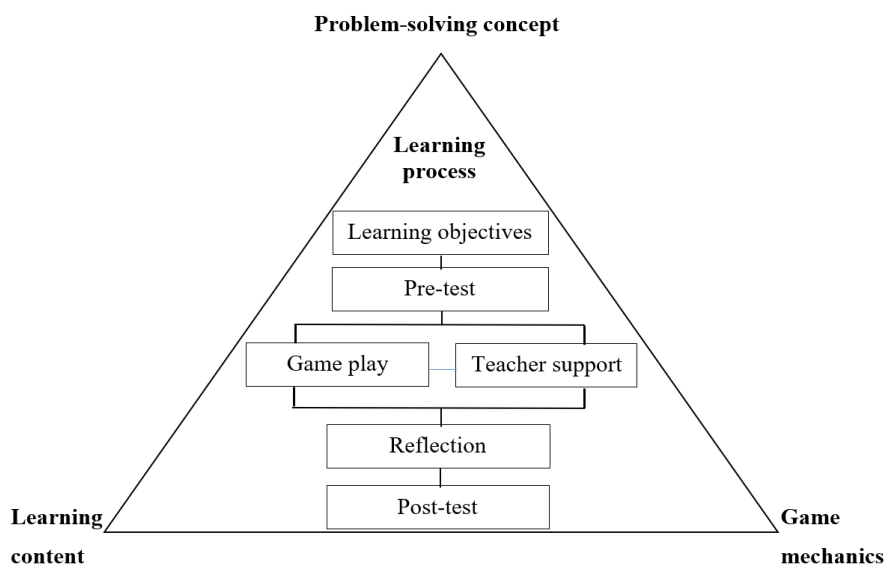 Problem-solving concept
Learning
process
Learning objectives
Pre-test
Game play
Teacher support
Reflection
Post-test
Learning
content
Game
mechanics